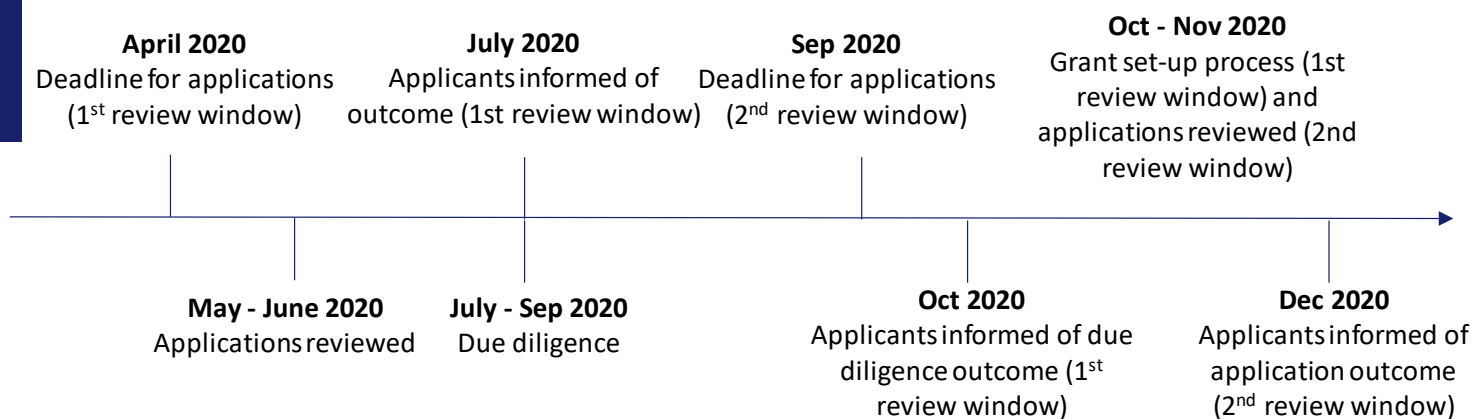 April 2020
Deadline for applications
(1st review window)
July 2020
Applicants informed of
outcome (1st review window)
Sep 2020
Deadline for applications
(2nd review window)
Oct - Nov 2020
Grant set-up process (1st
review window) and
applications reviewed (2nd
review window)
May - June 2020
Applications reviewed
July - Sep 2020
Due diligence
Oct 2020
Applicants informed of due
diligence outcome (1st
review window)
Dec 2020
Applicants informed of
application outcome
(2nd review window)